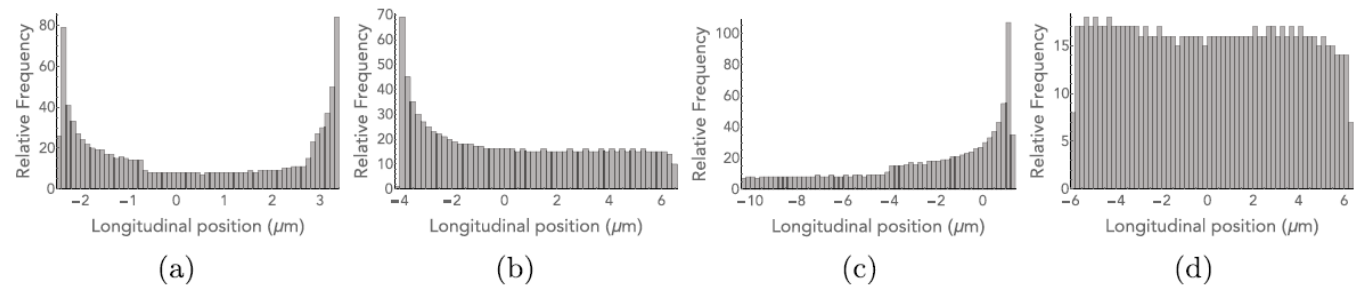 80
60
40
20
0
Relative Frequency
−2 −1 0 1 2 3
Longitudinal position (μm)
(a)
70
60
50
40
30
20
10
0
Relative Frequency
−4 −2 0 2 4 6
Longitudinal position (μm)
(b)
100
80
60
40
20
0
Relative Frequency
−10 −8 −6 −4 −2 0
Longitudinal position (μm)
(c)
15
10
5
0
Relative Frequency
−6 −4 −2 0 2 4 6
Longitudinal position (μm)
(d)